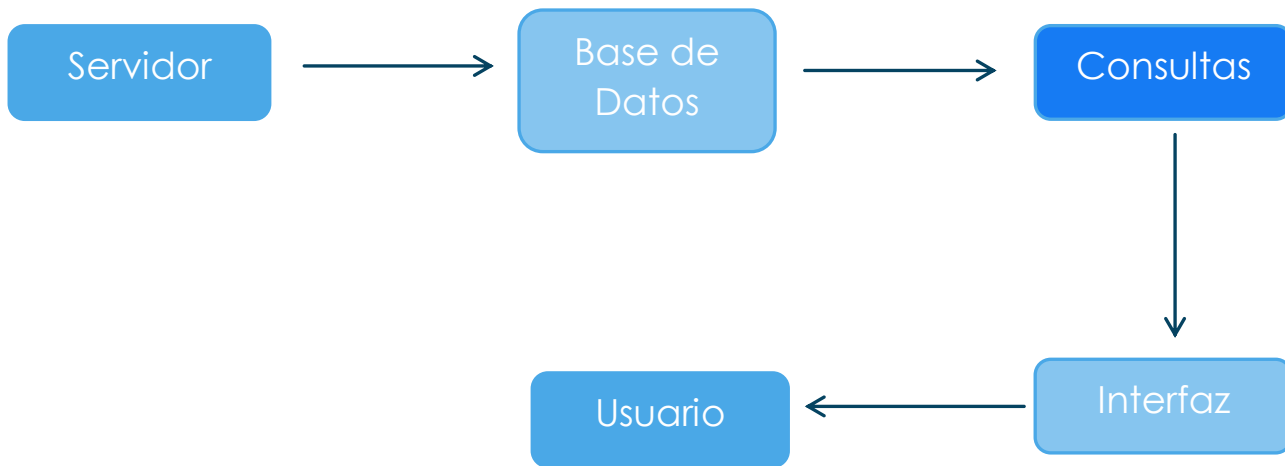 Servidor
Base de
Datos
Consultas
Interfaz
Usuario